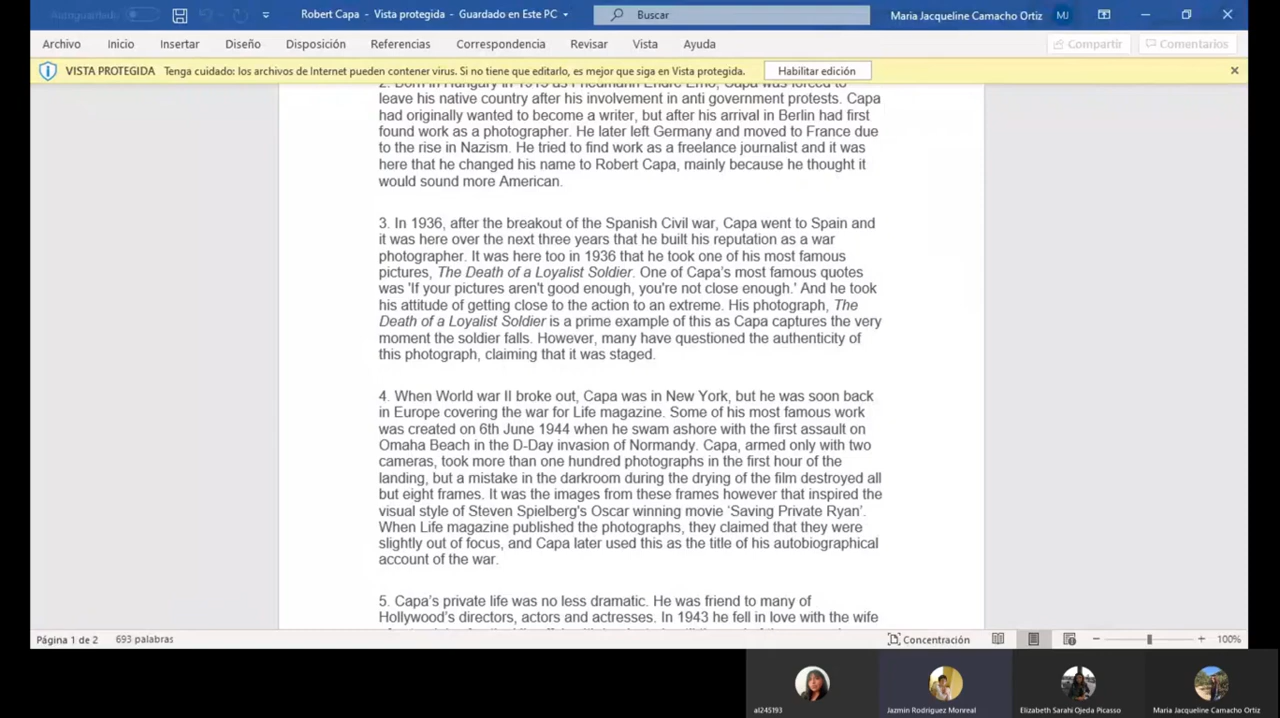 Robert Capa - Vista protegida - Guardado en Este PC
Buscar
Maria Jacqueline Camacho Ortiz MJ
Archivo Inicio Insertar Diseño Disposición Referencias Correspondencia Revisar Vista Ayuda Compartir Comentarios
VISTA PROTEGIDA Tenga cuidado: los archivos de Internet pueden contener virus. Si no tiene que editarlo, es mejor que siga en Vista protegida. Habilitar edición
2. Born in Hungary in 1913 as Friedmann Endre Ernő, Capa was forced to
leave his native country after his involvement in anti government protests. Capa
had originally wanted to become a writer, but after his arrival in Berlin had first
found work as a photographer. He later left Germany and moved to France due
to the rise in Nazism. He tried to find work as a freelance journalist and it was
here that he changed his name to Robert Capa, mainly because he thought it
would sound more American.
3. In 1936, after the breakout of the Spanish Civil war, Capa went to Spain and
it was here over the next three years that he built his reputation as a war
photographer. It was here too in 1936 that he took one of his most famous
pictures, The Death of a Loyalist Soldier. One of Capa's most famous quotes
was 'If your pictures aren't good enough, you're not close enough.' And he took
his attitude of getting close to the action to an extreme. His photograph, The
Death of a Loyalist Soldier is a prime example of this as Capa captures the very
moment the soldier falls. However, many have questioned the authenticity of
this photograph, claiming that it was staged.
4. When World war II broke out, Capa was in New York, but he was soon back
in Europe covering the war for Life magazine. Some of his most famous work
was created on 6th June 1944 when he swam ashore with the first assault on
Omaha Beach in the D-Day invasion of Normandy. Capa, armed only with two
cameras, took more than one hundred photographs in the first hour of the
landing, but a mistake in the darkroom during the drying of the film destroyed all
but eight frames. It was the images from these frames however that inspired the
visual style of Steven Spielberg's Oscar winning movie 'Saving Private Ryan'.
When Life magazine published the photographs, they claimed that they were
slightly out of focus, and Capa later used this as the title of his autobiographical
account of the war.
5. Capa's private life was no less dramatic. He was friend to many of
Hollywood's directors, actors and actresses. In 1943 he fell in love with the wife
Página 1 de 2 693 palabras Concentración 100%
al245193 Jazmin Rodriguez Monreal Elizabeth Sarahi Ojeda Picasso Maria Jacqueline Camacho Ortiz